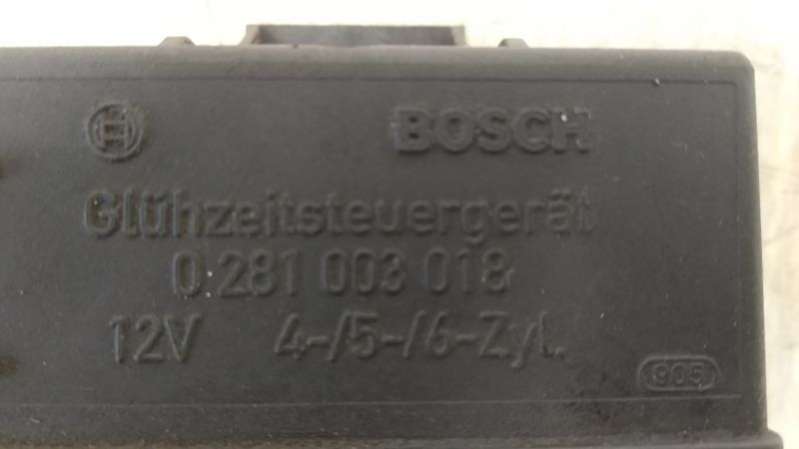 BOSCH
Glühzeitsteuergerät
0 281 003 018
12V 4-/5-/6-Zyl.
905